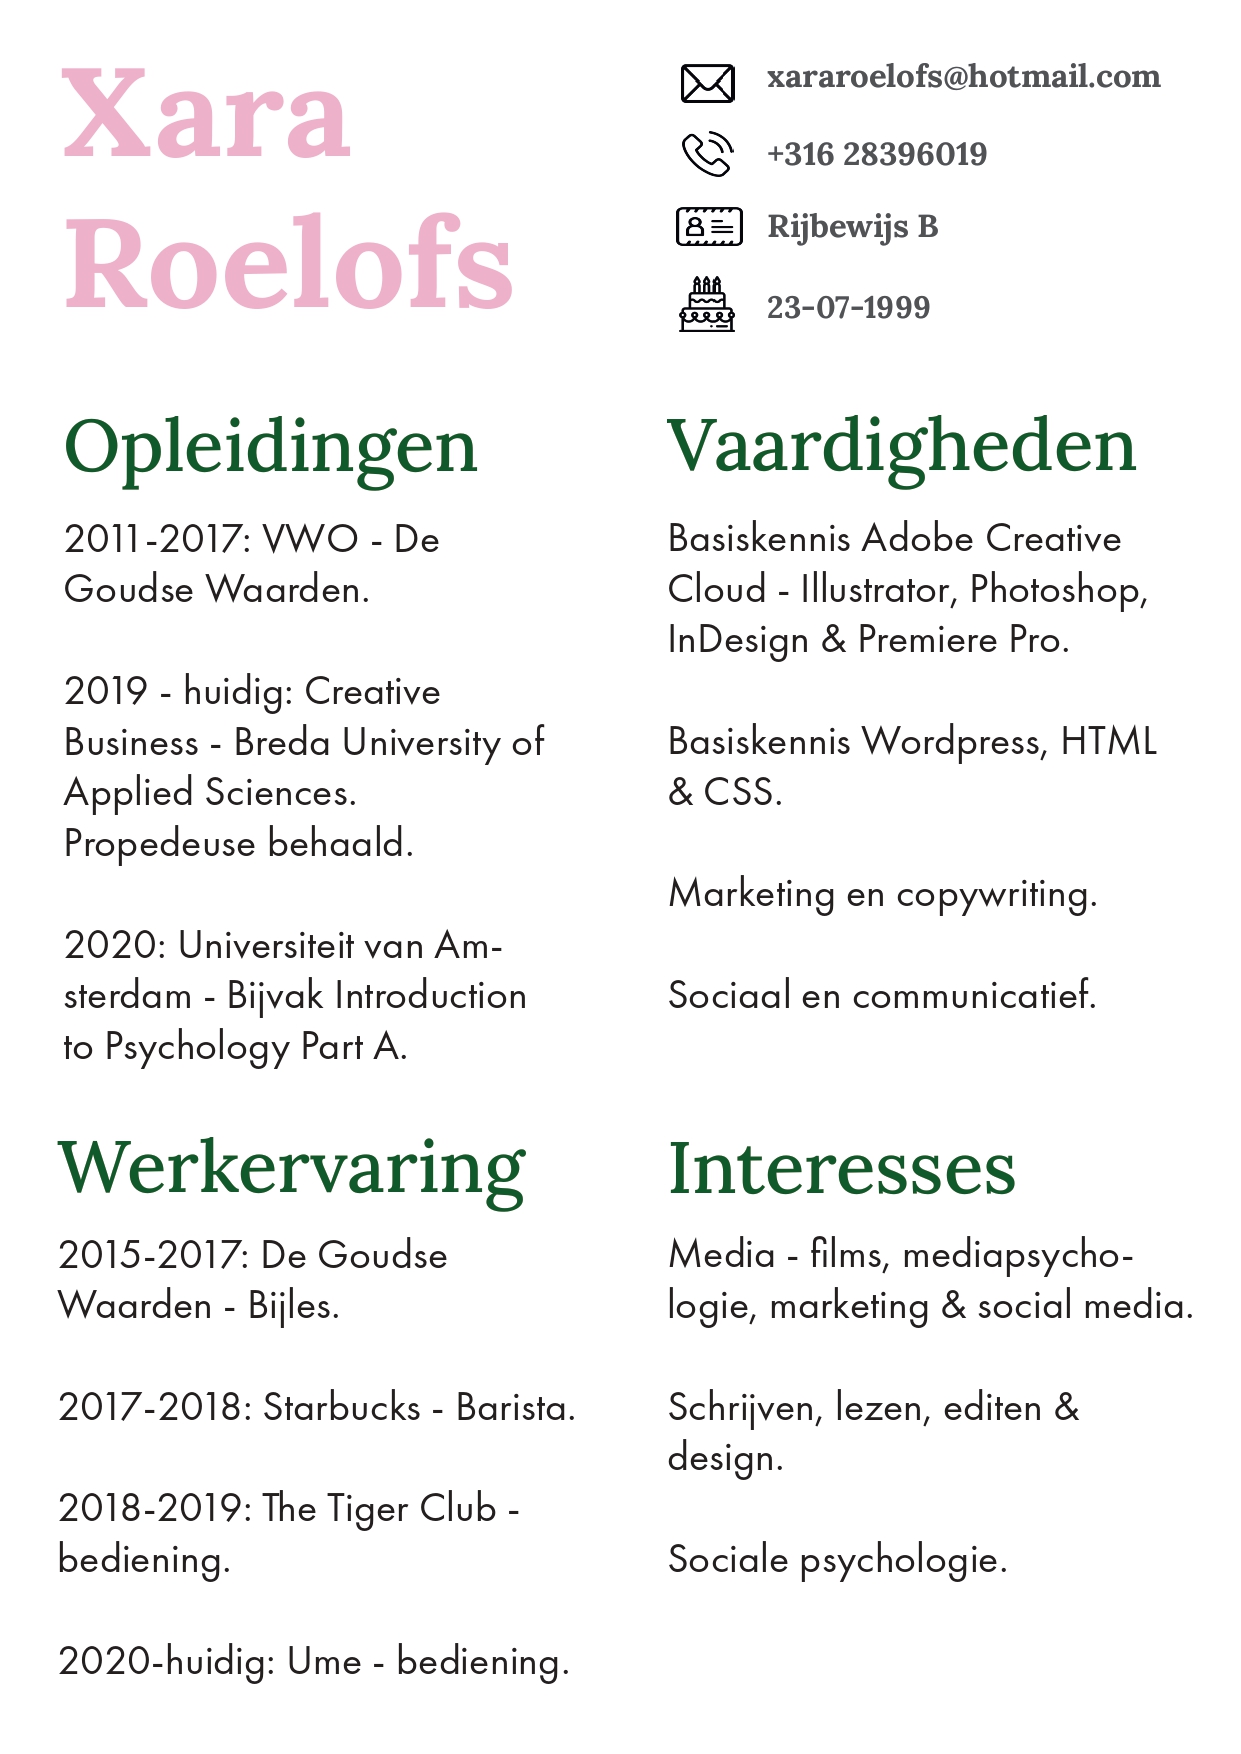 Xara
Roelofs
xararoelofs@hotmail.com
+316 28396019
Rijbewijs B
23-07-1999
Opleidingen
2011-2017: VWO - De
Goudse Waarden.
2019 - huidig: Creative
Business - Breda University of
Applied Sciences.
Propedeuse behaald.
2020: Universiteit van Am-
sterdam - Bijvak Introduction
to Psychology Part A.
Vaardigheden
Basiskennis Adobe Creative
Cloud - Illustrator, Photoshop,
InDesign & Premiere Pro.
Basiskennis Wordpress, HTML
& CSS.
Marketing en copywriting.
Sociaal en communicatief.
Werkervaring
2015-2017: De Goudse
Waarden - Bijles.
2017-2018: Starbucks - Barista.
2018-2019: The Tiger Club -
bediening.
2020-huidig: Ume - bediening.
Interesses
Media - films, mediapsycho-
logie, marketing & social media.
Schrijven, lezen, editen &
design.
Sociale psychologie.